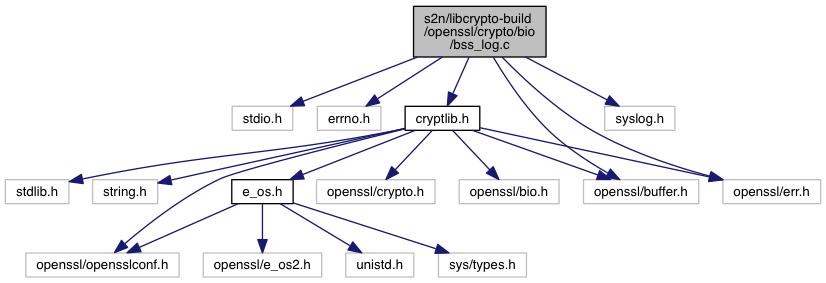 s2n/libcrypto-build
/openssl/crypto/bio
/bss_log.c
stdio.h
errno.h
cryptlib.h
syslog.h
stdlib.h
string.h
e_os.h
openssl/crypto.h
openssl/bio.h
openssl/buffer.h
openssl/err.h
openssl/opensslconf.h
openssl/e_os2.h
unistd.h
sys/types.h